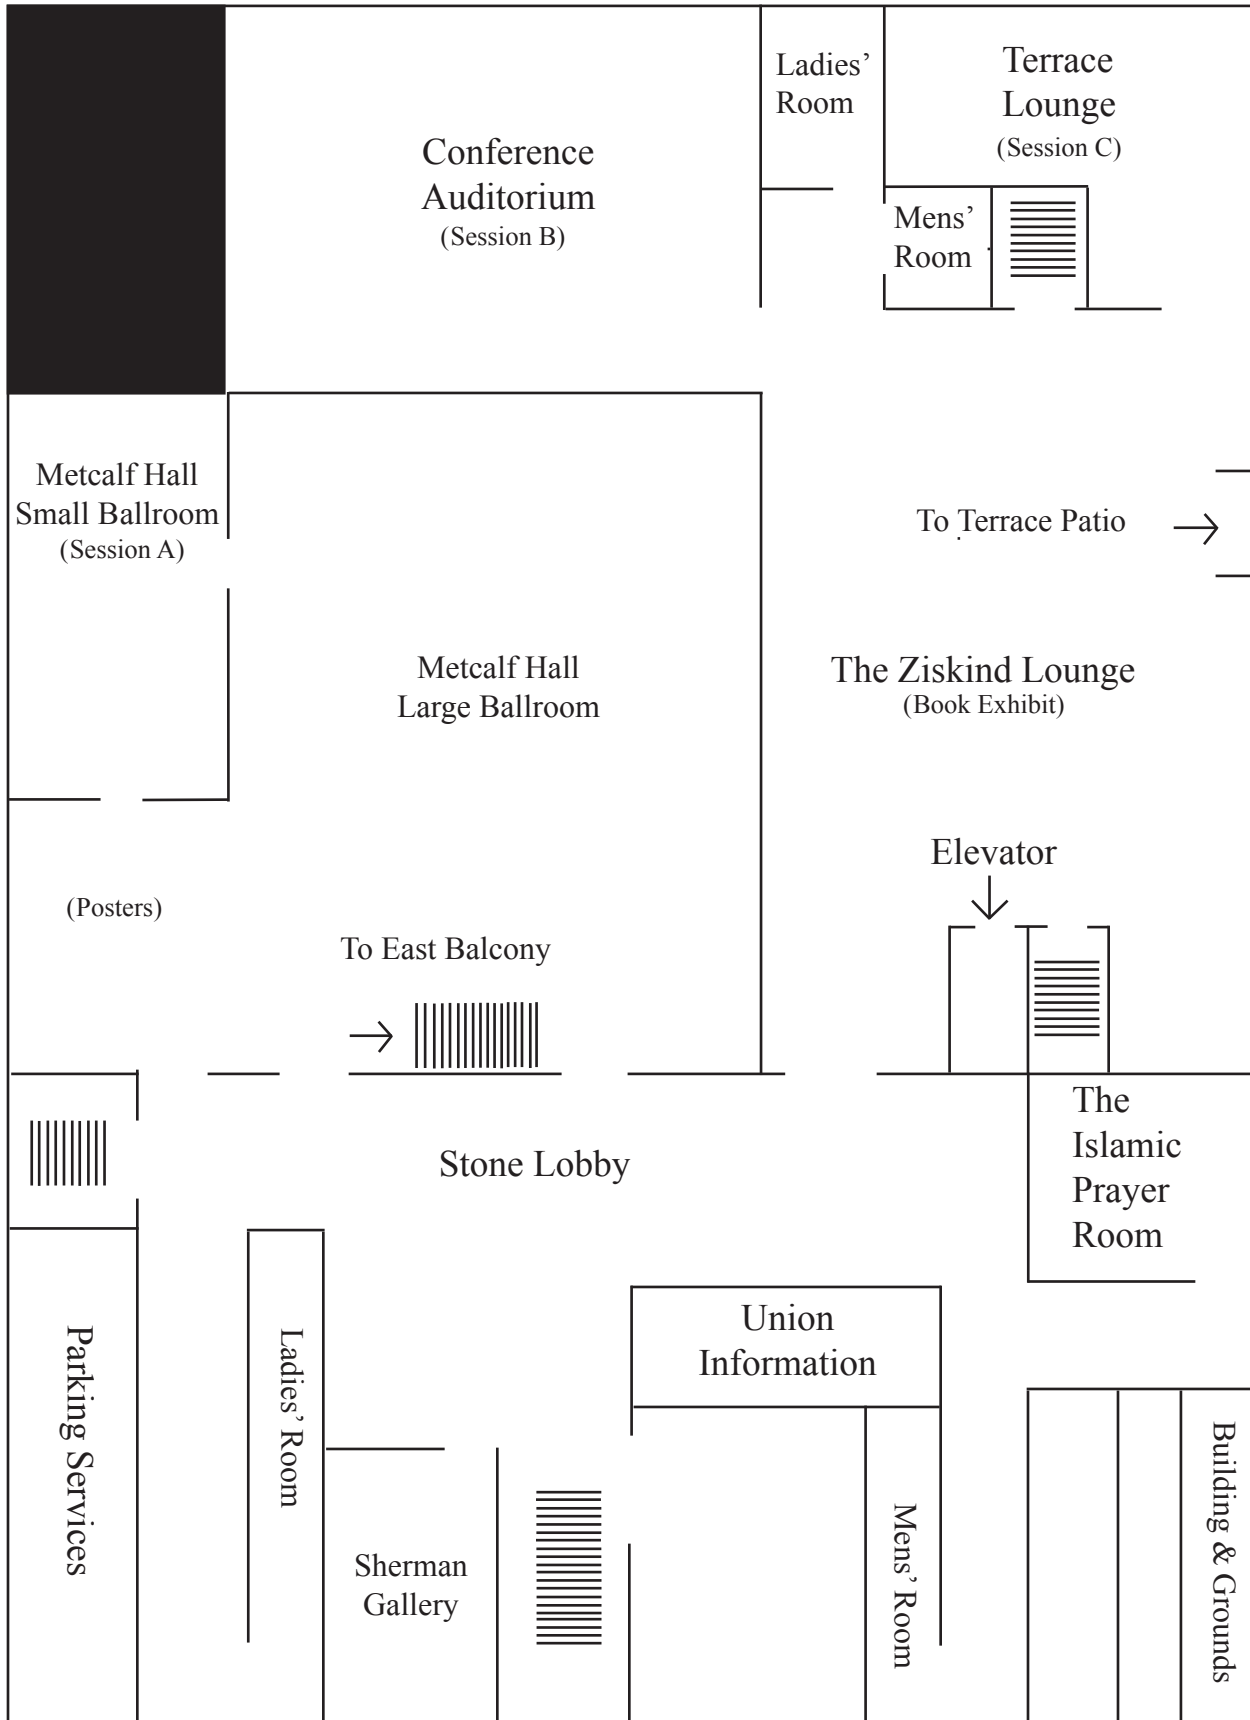 Ladies’
Room
Terrace
Lounge
(Session C)
Conference
Auditorium
(Session B)
Mens’
Room
Metcalf Hall
Small Ballroom
(Session A)
To Terrace Patio
Metcalf Hall
Large Ballroom
The Ziskind Lounge
(Book Exhibit)
Elevator
(Posters)
To East Balcony
The
Islamic
Prayer
Room
Stone Lobby
Union
Information
Parking Services
Ladies’ Room
Sherman
Gallery
Mens’ Room
Building & Grounds